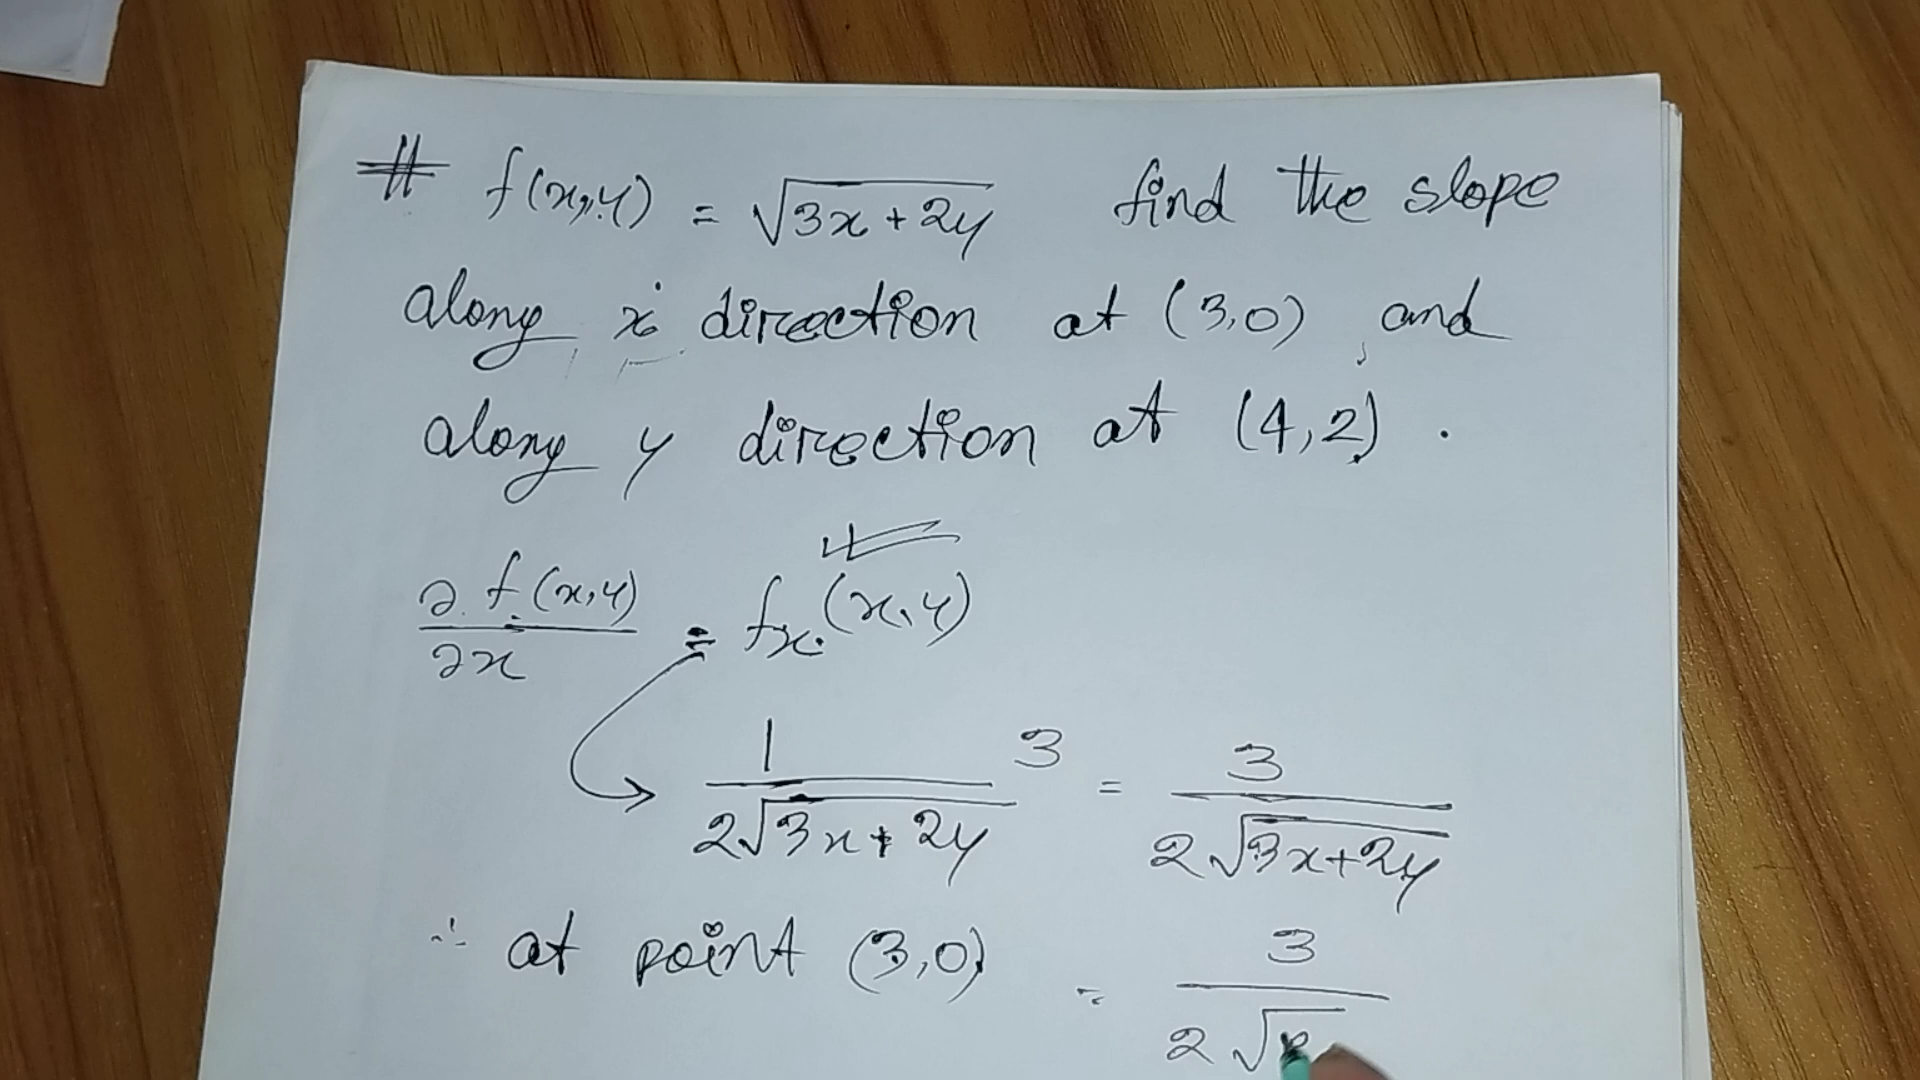 # f(x,y) = √(3x+2y) find the slope
along x direction at (3,0) and
along y direction at (4,2).
∂f(x,y)/∂x = fx(x,y)
1/(2√(3x+2y)) 3 = 3/(2√(3x+2y))
∴ at point (3,0) = 3/(2√